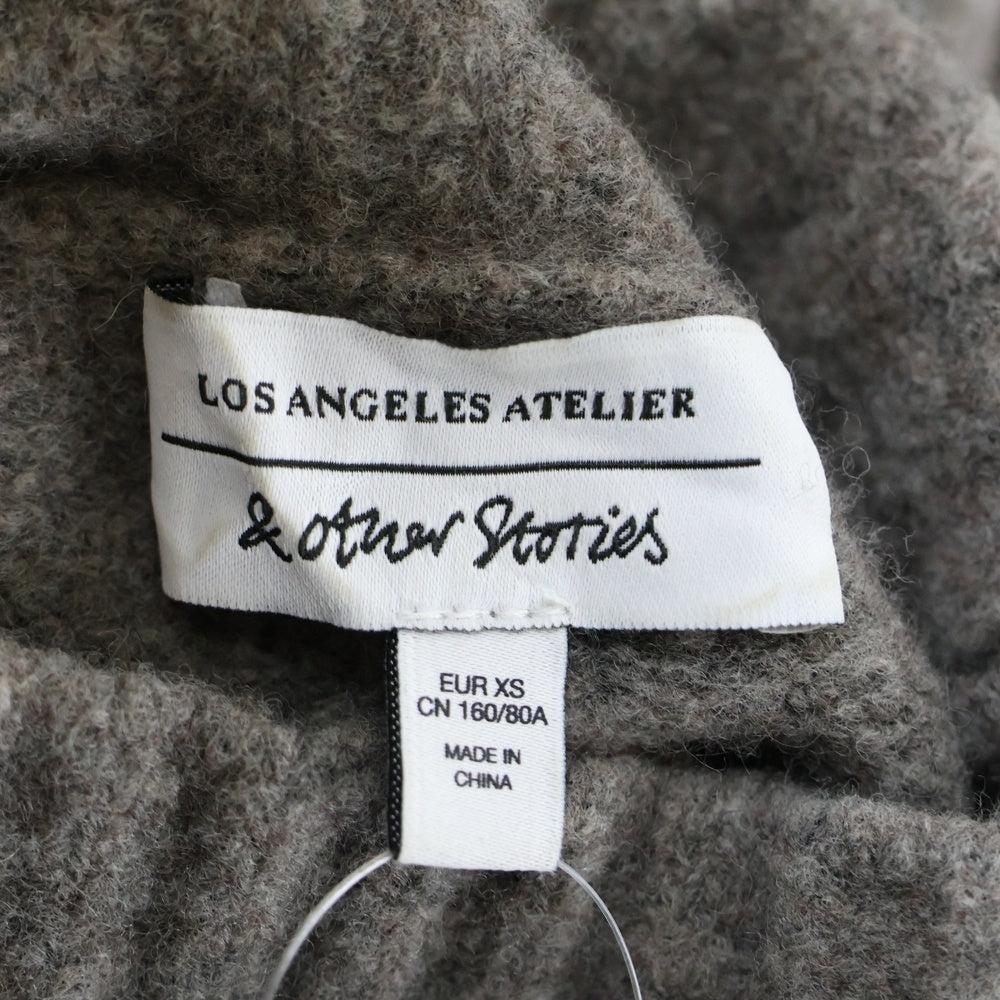 LOS ANGELES ATELIER
& other Stories
EUR XS
CN 160/80A
MADE IN
CHINA